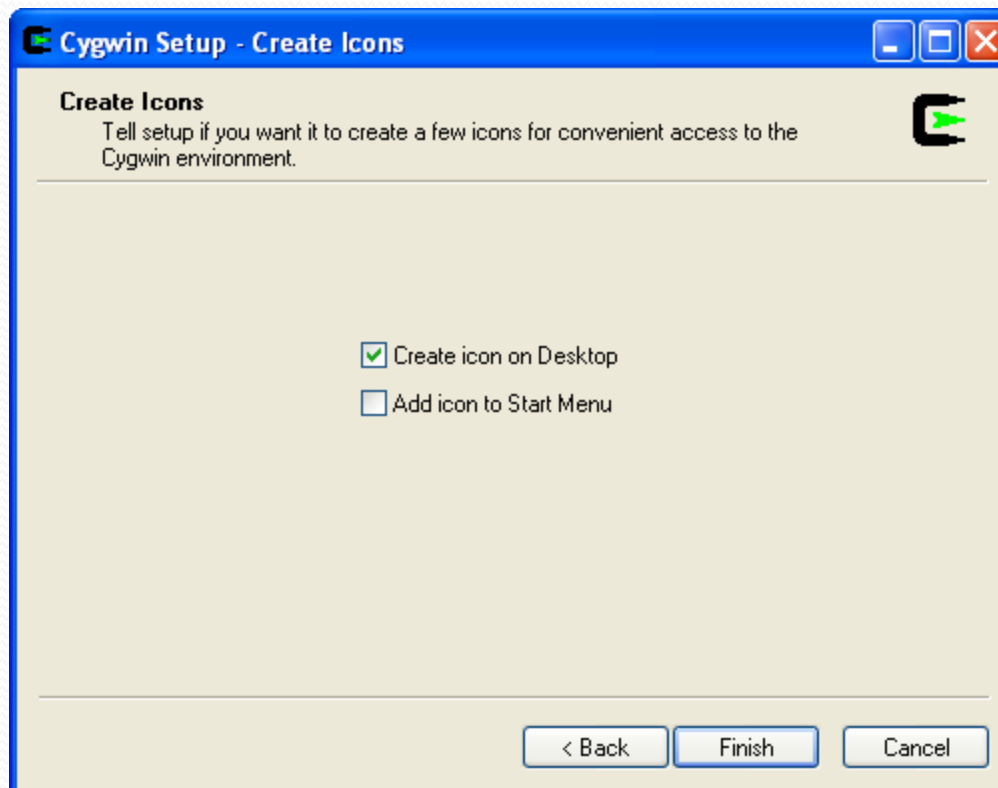 Cygwin Setup - Create Icons
Create Icons
Tell setup if you want it to create a few icons for convenient access to the
Cygwin environment.
Create icon on Desktop
Add icon to Start Menu
< Back Finish Cancel